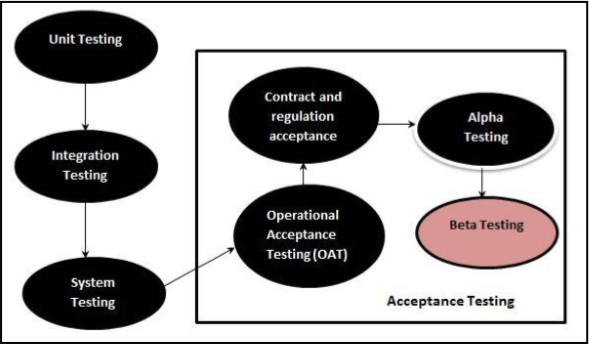 Unit Testing
Integration
Testing
System
Testing
Operational
Acceptance
Testing (OAT)
Contract and
regulation
acceptance
Alpha
Testing
Beta Testing
Acceptance Testing